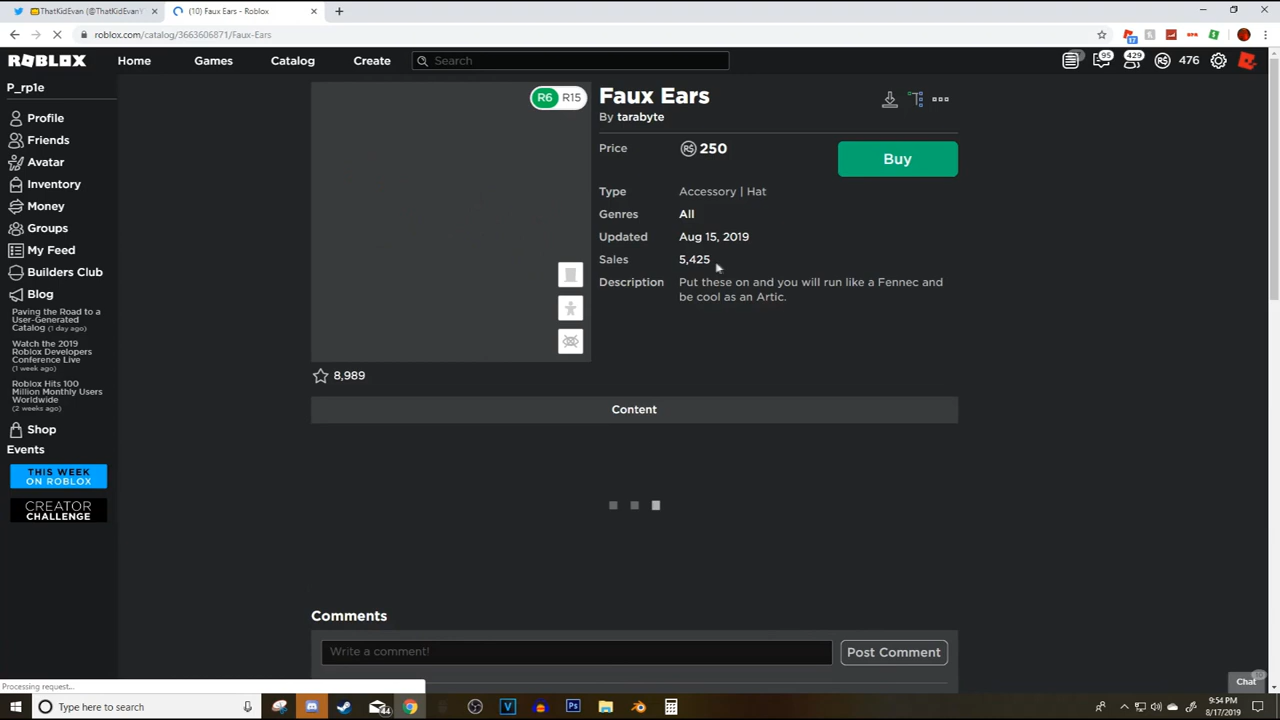 ThatKidEvan (@ThatKidEvanY
(10) Faux Ears - Roblox
roblox.com/catalog/3663606871/Faux-Ears
ROBLOX
Home
Games
Catalog
Create
Search
95
429
476
P_rp1e
Profile
Friends
Avatar
Inventory
Money
Groups
My Feed
Builders Club
Blog
Paving the Road to a
User-Generated
Catalog (1 day ago)
Watch the 2019
Roblox Developers
Conference Live
(1 week ago)
Roblox Hits 100
Million Monthly Users
Worldwide
(2 weeks ago)
Shop
Events
THIS WEEK
ON ROBLOX
CREATOR
CHALLENGE
R6 R15
Faux Ears
By tarabyte
Price 250
Buy
Type Accessory | Hat
Genres All
Updated Aug 15, 2019
Sales 5,425
Description Put these on and you will run like a Fennec and
be cool as an Artic.
8,989
Content
Comments
Write a comment!
Post Comment
Chat
Processing request...
Type here to search
44
9:54 PM
8/17/2019